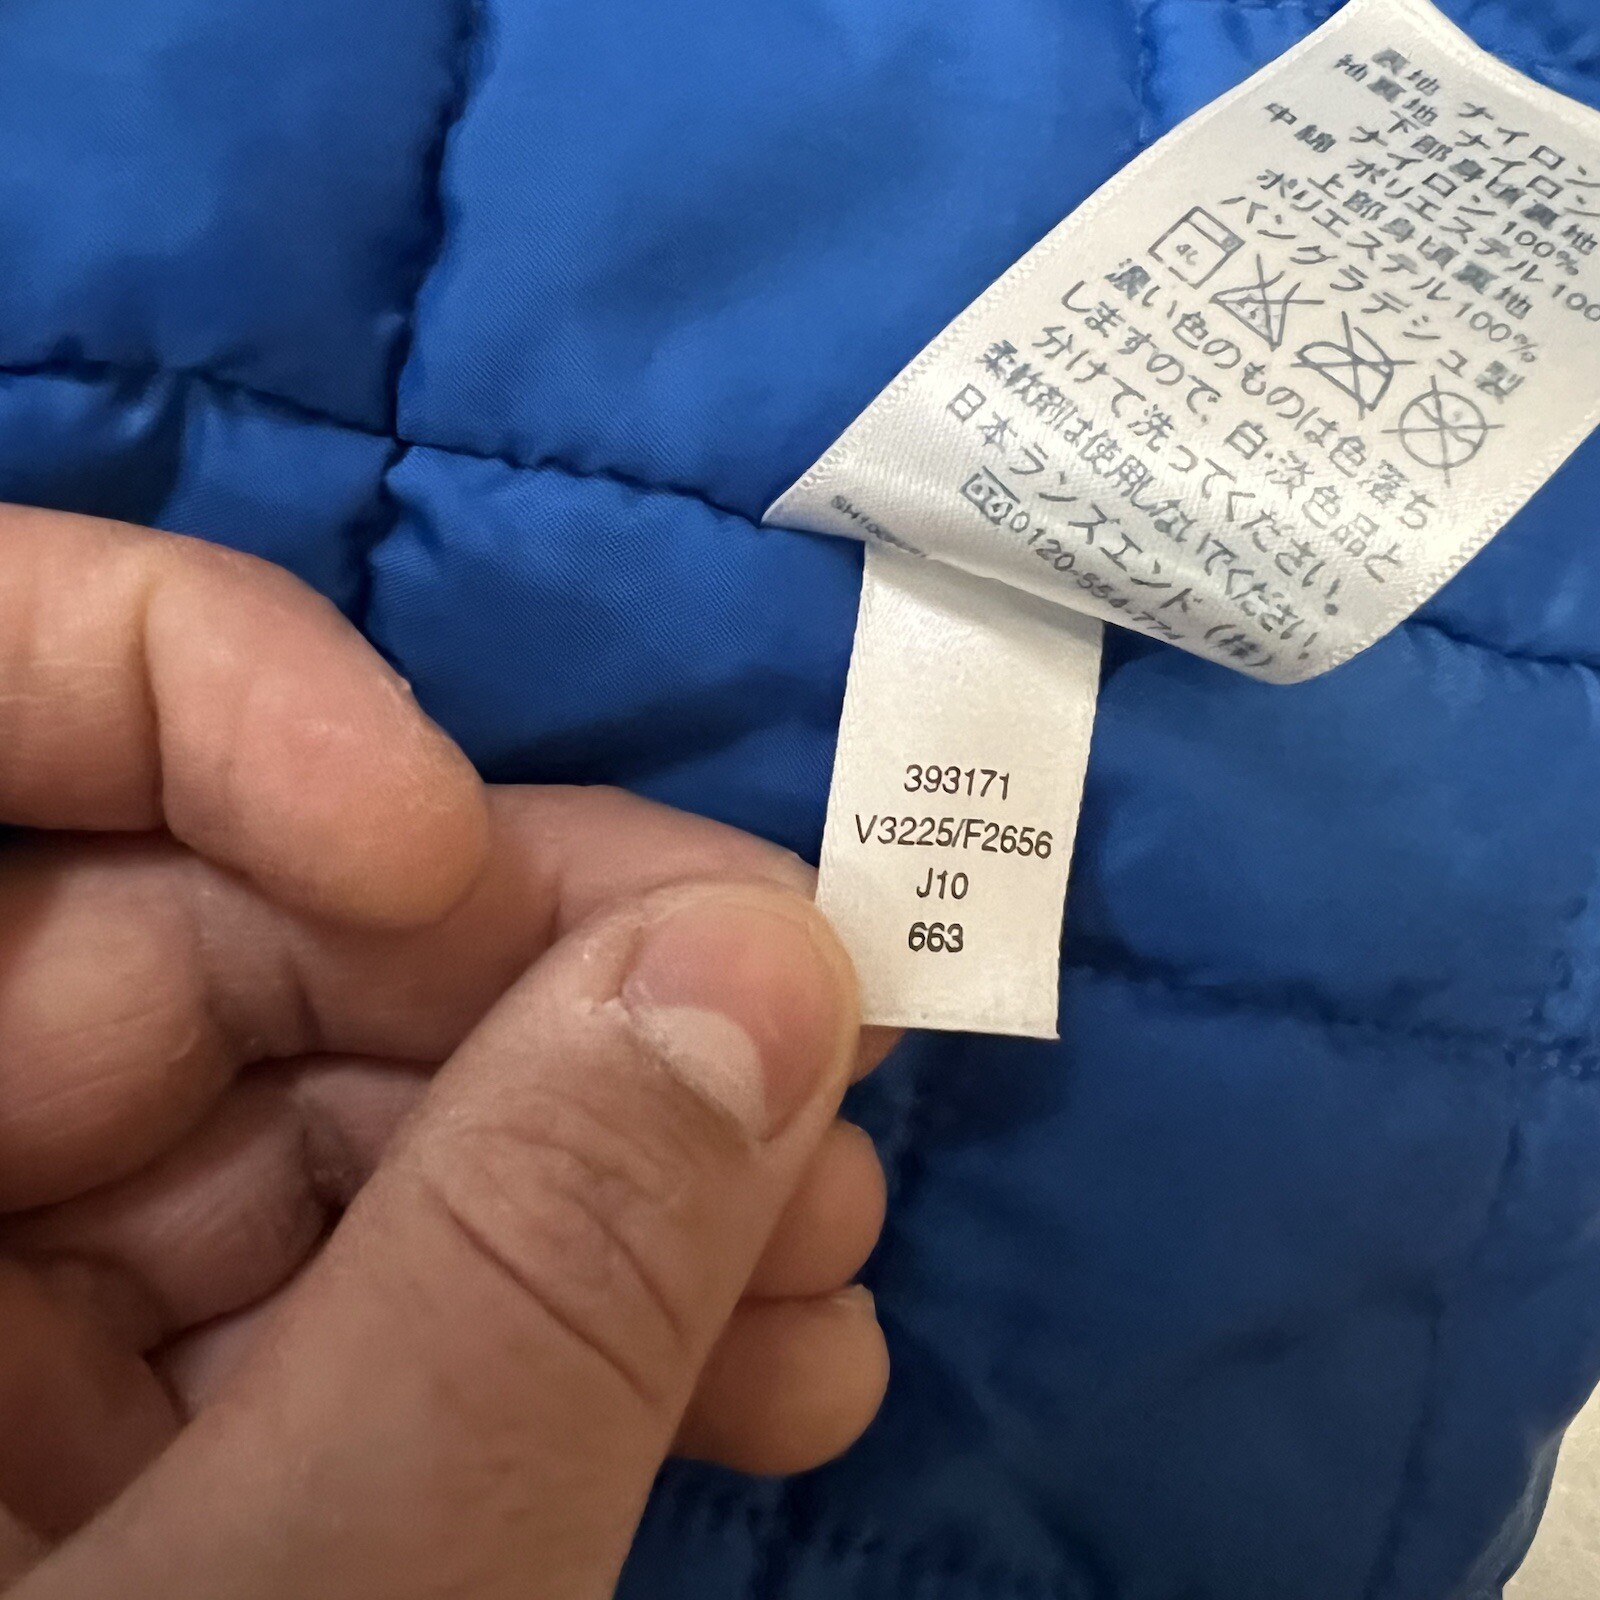 表地 ナイロン
袖裏地 ナイロン
下部身頃裏地
ナイロン100%
中綿 ポリエステル100
上部身頃裏地
ポリエステル100%
バングラデシュ製
濃い色のものは色落ち
しますので、白・淡色品と
分けて洗ってください。
柔軟剤は使用しないでください。
日本ランズエンド(株)
0120-554-774
393171
V3225/F2656
J10
663